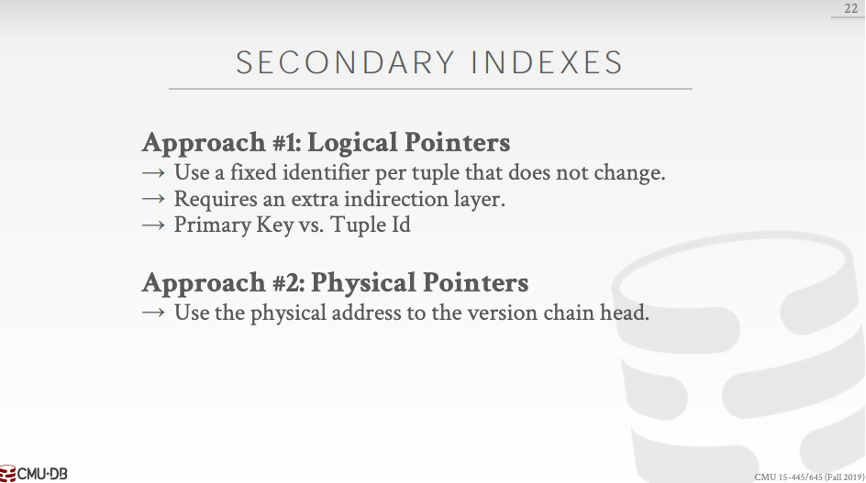 22
SECONDARY INDEXES
Approach #1: Logical Pointers
→ Use a fixed identifier per tuple that does not change.
→ Requires an extra indirection layer.
→ Primary Key vs. Tuple Id
Approach #2: Physical Pointers
→ Use the physical address to the version chain head.
CMU·DB
CMU 15-445/645 (Fall 2019)